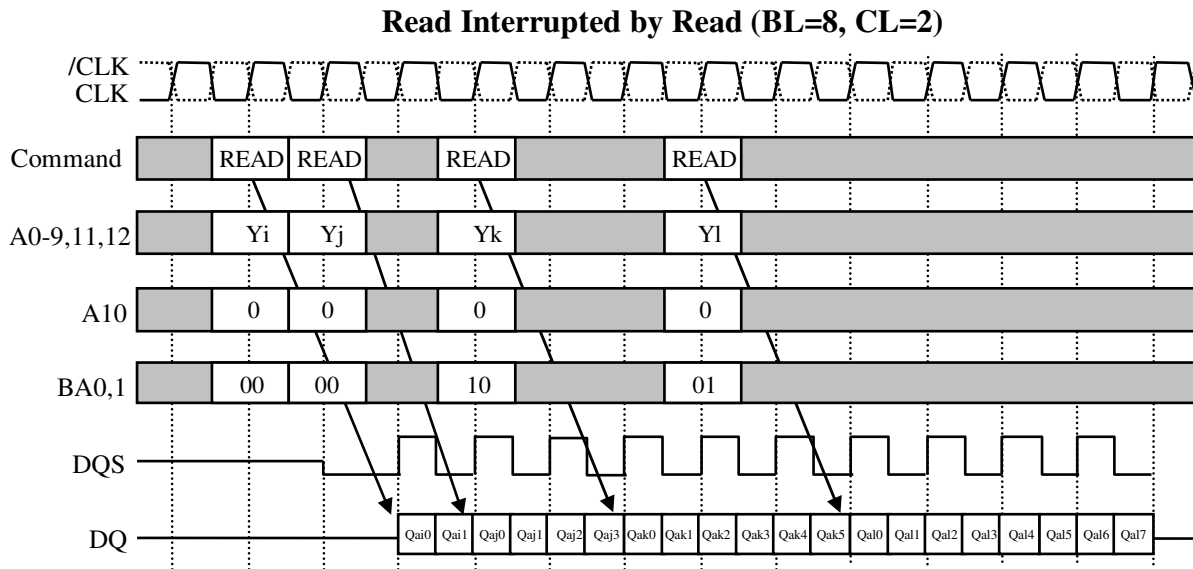 Read Interrupted by Read (BL=8, CL=2)
/CLK
CLK
Command READ READ READ READ
A0-9,11,12 Yi Yj Yk Yl
A10 0 0 0 0
BA0,1 00 00 10 01
DQS
DQ Qai0 Qai1 Qaj0 Qaj1 Qaj2 Qaj3 Qak0 Qak1 Qak2 Qak3 Qak4 Qak5 Qal0 Qal1 Qal2 Qal3 Qal4 Qal5 Qal6 Qal7